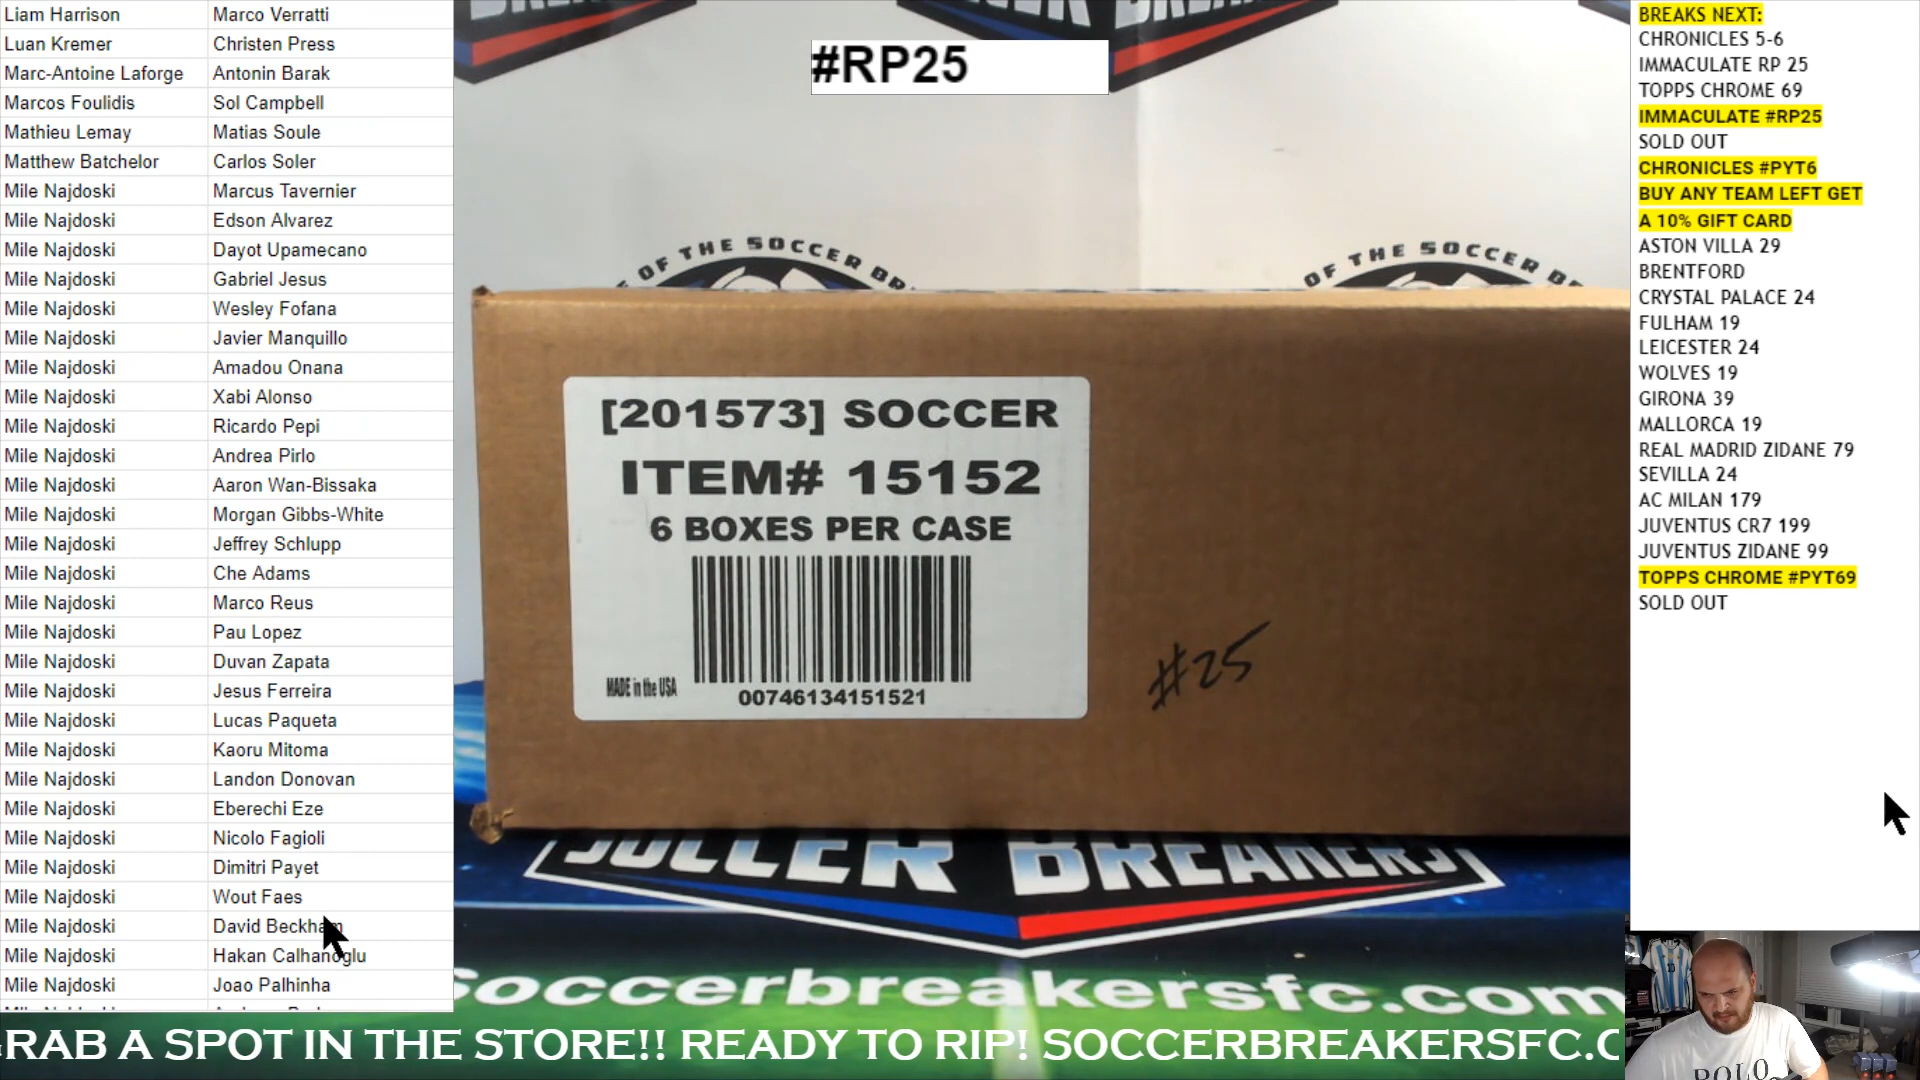 Liam Harrison Marco Verratti
Luan Kremer Christen Press
Marc-Antoine Laforge Antonin Barak
Marcos Foulidis Sol Campbell
Mathieu Lemay Matias Soule
Matthew Batchelor Carlos Soler
Mile Najdoski Marcus Tavernier
Mile Najdoski Edson Alvarez
Mile Najdoski Dayot Upamecano
Mile Najdoski Gabriel Jesus
Mile Najdoski Wesley Fofana
Mile Najdoski Javier Manquillo
Mile Najdoski Amadou Onana
Mile Najdoski Xabi Alonso
Mile Najdoski Ricardo Pepi
Mile Najdoski Andrea Pirlo
Mile Najdoski Aaron Wan-Bissaka
Mile Najdoski Morgan Gibbs-White
Mile Najdoski Jeffrey Schlupp
Mile Najdoski Che Adams
Mile Najdoski Marco Reus
Mile Najdoski Pau Lopez
Mile Najdoski Duvan Zapata
Mile Najdoski Jesus Ferreira
Mile Najdoski Lucas Paqueta
Mile Najdoski Kaoru Mitoma
Mile Najdoski Landon Donovan
Mile Najdoski Eberechi Eze
Mile Najdoski Nicolo Fagioli
Mile Najdoski Dimitri Payet
Mile Najdoski Wout Faes
Mile Najdoski David Beckham
Mile Najdoski Hakan Calhanoglu
Mile Najdoski Joao Palhinha
#RP25
OF THE SOCCER BR
OF THE SOCCER BR
[201573] SOCCER
ITEM# 15152
6 BOXES PER CASE
MADE in the USA
00746134151521
#25
SOCCER BREAKERS
Soccerbreakersfc.com
BREAKS NEXT:
CHRONICLES 5-6
IMMACULATE RP 25
TOPPS CHROME 69
IMMACULATE #RP25
SOLD OUT
CHRONICLES #PYT6
BUY ANY TEAM LEFT GET
A 10% GIFT CARD
ASTON VILLA 29
BRENTFORD
CRYSTAL PALACE 24
FULHAM 19
LEICESTER 24
WOLVES 19
GIRONA 39
MALLORCA 19
REAL MADRID ZIDANE 79
SEVILLA 24
AC MILAN 179
JUVENTUS CR7 199
JUVENTUS ZIDANE 99
TOPPS CHROME #PYT69
SOLD OUT
POLO
RAB A SPOT IN THE STORE!! READY TO RIP! SOCCERBREAKERSFC.C